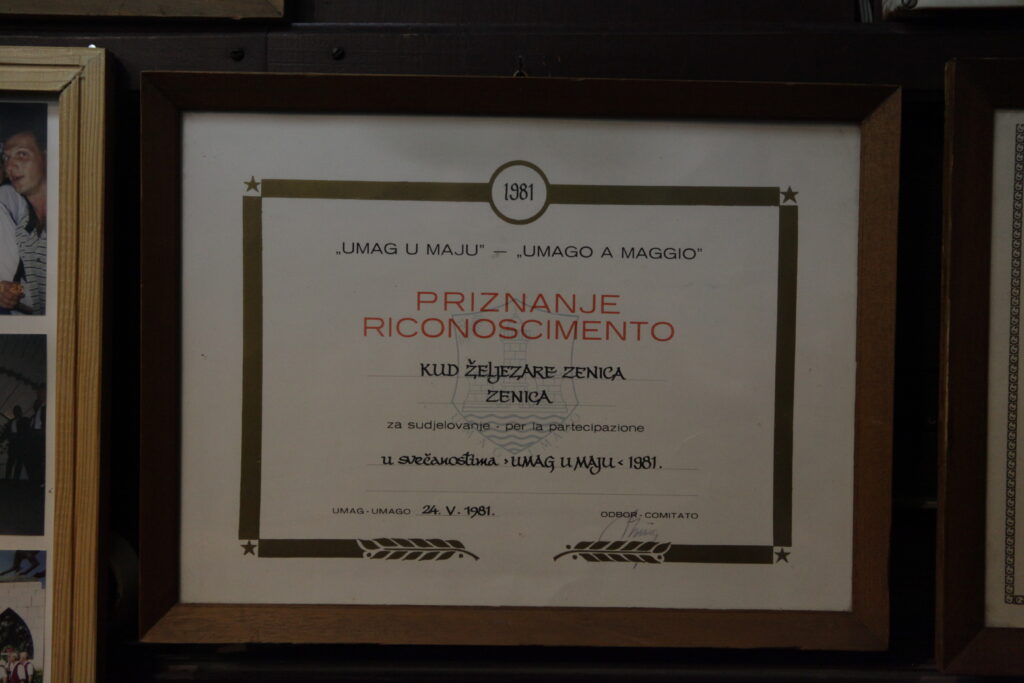 1981
„UMAG U MAJU" — „UMAGO A MAGGIO"
PRIZNANJE
RICONOSCIMENTO
KUD ŽELJEZARE ZENICA
ZENICA
za sudjelovanje · per la partecipazione
u svečanostima › UMAG U MAJU ‹ 1981.
UMAG - UMAGO 24. V. 1981.
ODBOR - COMITATO